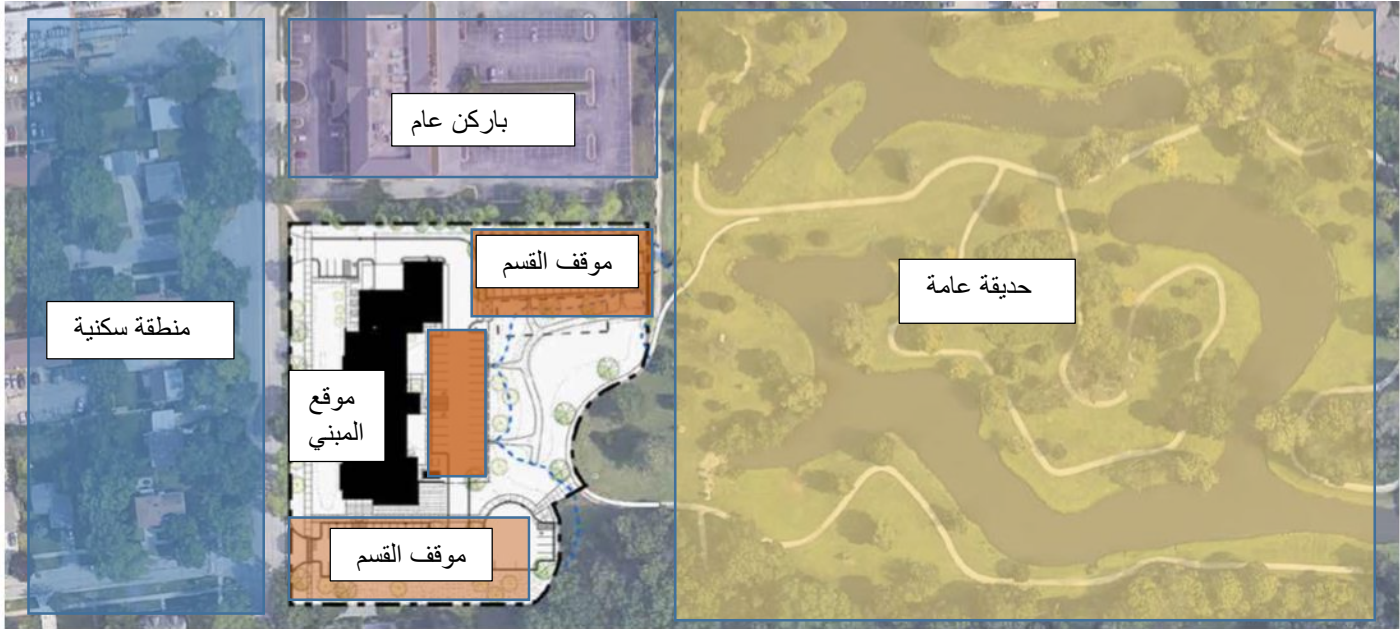 باركن عام
موقف القسم
حديقة عامة
منطقة سكنية
موقع
المبني
موقف القسم